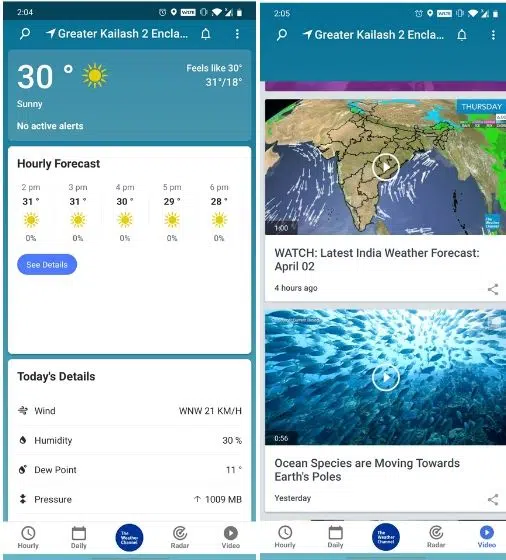 2:04
VoLTE
Greater Kailash 2 Encla...
30 °
Feels like 30°
31°/18°
Sunny
No active alerts
Hourly Forecast
2 pm 3 pm 4 pm 5 pm 6 pm
31 ° 31 ° 30 ° 29 ° 28 °
0% 0% 0% 0% 0%
See Details
Today's Details
Wind WNW 21 KM/H
Humidity 30 %
Dew Point 11 °
Pressure ↑ 1009 MB
Hourly Daily The Weather Channel Radar Video
2:05
VoLTE
Greater Kailash 2 Encla...
THURSDAY
The Weather Channel
1:00
WATCH: Latest India Weather Forecast:
April 02
4 hours ago
0:56
Ocean Species are Moving Towards
Earth's Poles
Yesterday
Hourly Daily The Weather Channel Radar Video